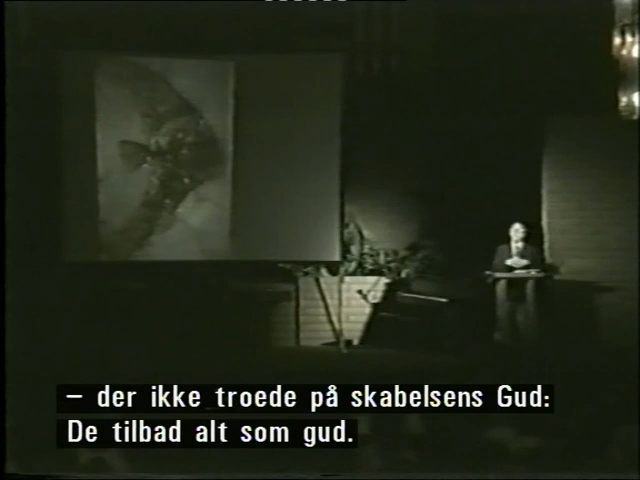 – der ikke troede på skabelsens Gud:
De tilbad alt som gud.